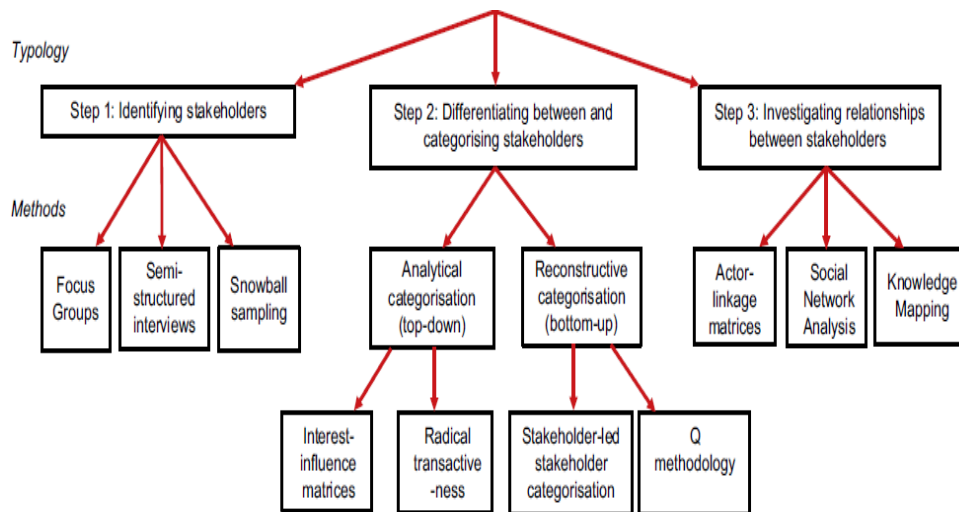 Typology
Step 1: Identifying stakeholders
Step 2: Differentiating between and
categorising stakeholders
Step 3: Investigating relationships
between stakeholders
Methods
Focus
Groups
Semi-
structured
interviews
Snowball
sampling
Analytical
categorisation
(top-down)
Reconstructive
categorisation
(bottom-up)
Actor-
linkage
matrices
Social
Network
Analysis
Knowledge
Mapping
Interest-
influence
matrices
Radical
transactive
-ness
Stakeholder-led
stakeholder
categorisation
Q
methodology